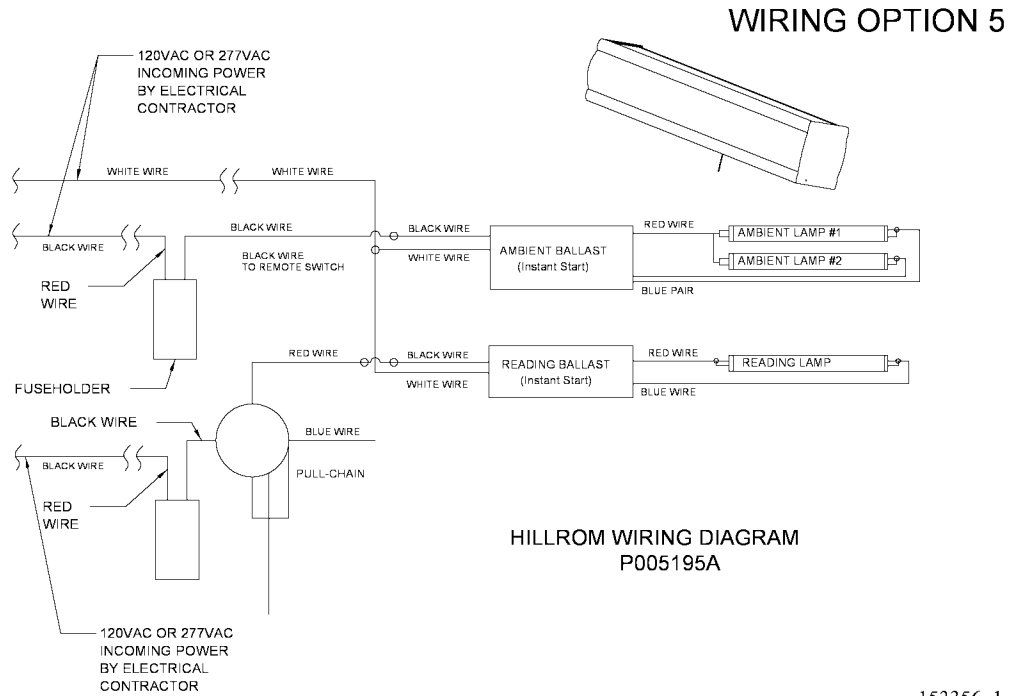 WIRING OPTION 5
120VAC OR 277VAC
INCOMING POWER
BY ELECTRICAL
CONTRACTOR
WHITE WIRE
WHITE WIRE
BLACK WIRE
BLACK WIRE
BLACK WIRE
TO REMOTE SWITCH
BLACK WIRE
WHITE WIRE
RED
WIRE
FUSEHOLDER
AMBIENT BALLAST
(Instant Start)
RED WIRE
AMBIENT LAMP #1
AMBIENT LAMP #2
BLUE PAIR
RED WIRE
BLACK WIRE
WHITE WIRE
READING BALLAST
(Instant Start)
RED WIRE
READING LAMP
BLUE WIRE
BLACK WIRE
BLUE WIRE
PULL-CHAIN
BLACK WIRE
RED
WIRE
HILLROM WIRING DIAGRAM
P005195A
120VAC OR 277VAC
INCOMING POWER
BY ELECTRICAL
CONTRACTOR